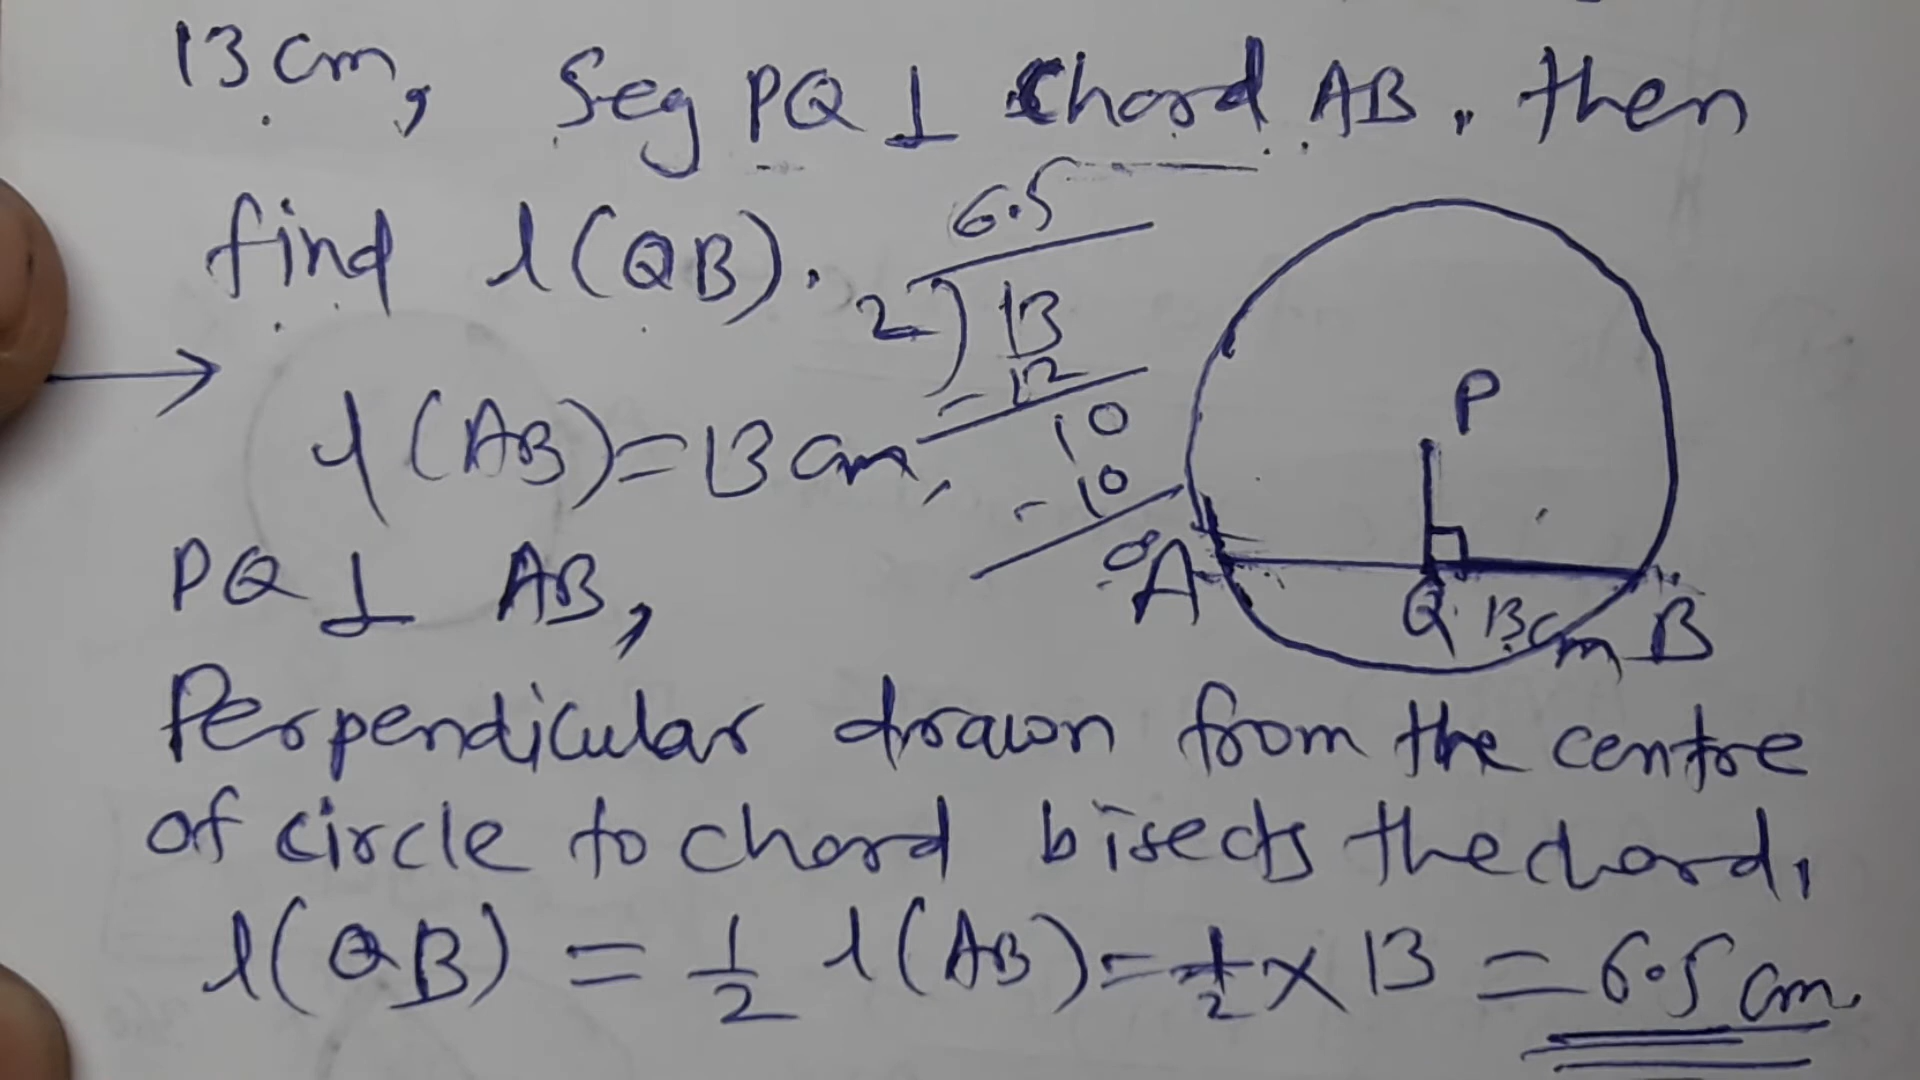 13 cm, Seg PQ ⊥ chord AB, then
find l(QB).
6.5
2)13
-12
10
-10
0
l(AB)=13 cm,
P
A
Q
13cm
B
PQ ⊥ AB,
Perpendicular drawn from the centre
of circle to chord bisects the chord,
l(QB) = 1/2 l(AB)= 1/2 × 13 = 6.5 cm.